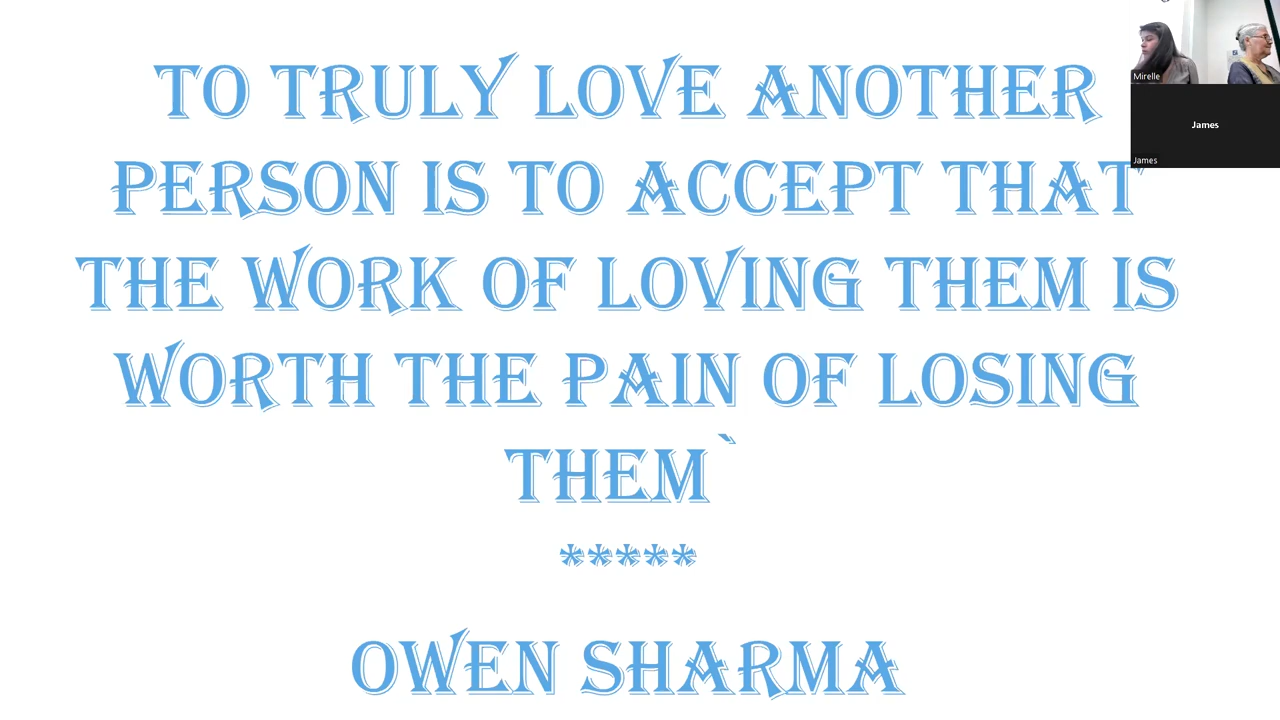 TO TRULY LOVE ANOTHER
PERSON IS TO ACCEPT THAT
THE WORK OF LOVING THEM IS
WORTH THE PAIN OF LOSING
THEM`
*****
OWEN SHARMA
Mirelle
James
James